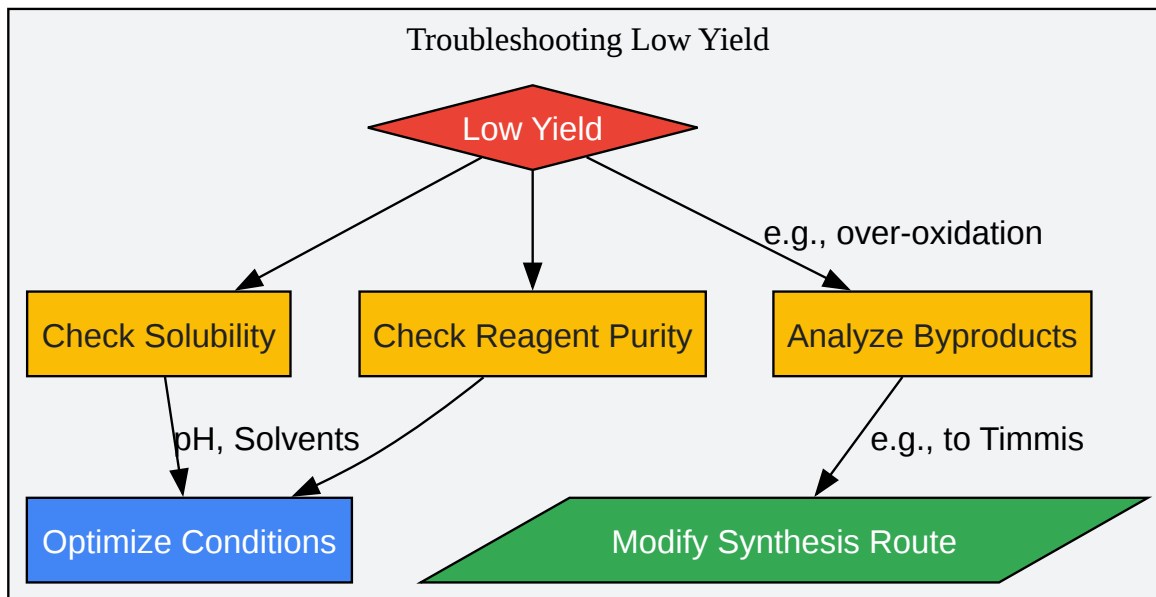 Troubleshooting Low Yield
Low Yield
e.g., over-oxidation
Check Solubility
Check Reagent Purity
Analyze Byproducts
pH, Solvents
e.g., to Timmis
Optimize Conditions
Modify Synthesis Route